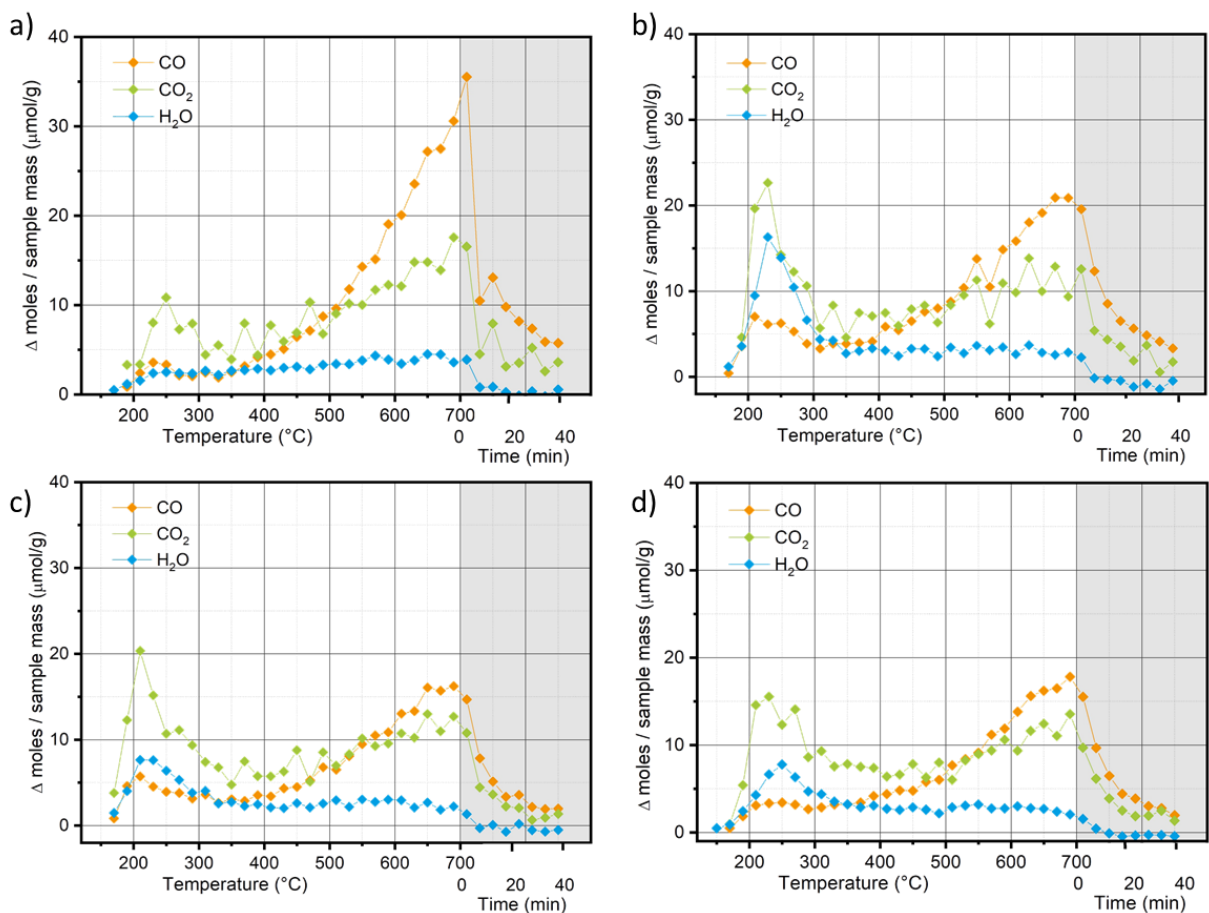 a)
Δ moles / sample mass (μmol/g)
40
30
20
10
0
CO
CO₂
H₂O
200 300 400 500 600 700
Temperature (°C)
0 20 40
Time (min)
b)
Δ moles / sample mass (μmol/g)
40
30
20
10
0
CO
CO₂
H₂O
200 300 400 500 600 700
Temperature (°C)
0 20 40
Time (min)
c)
Δ moles / sample mass (μmol/g)
40
30
20
10
0
CO
CO₂
H₂O
200 300 400 500 600 700
Temperature (°C)
0 20 40
Time (min)
d)
Δ moles / sample mass (μmol/g)
40
30
20
10
0
CO
CO₂
H₂O
200 300 400 500 600 700
Temperature (°C)
0 20 40
Time (min)